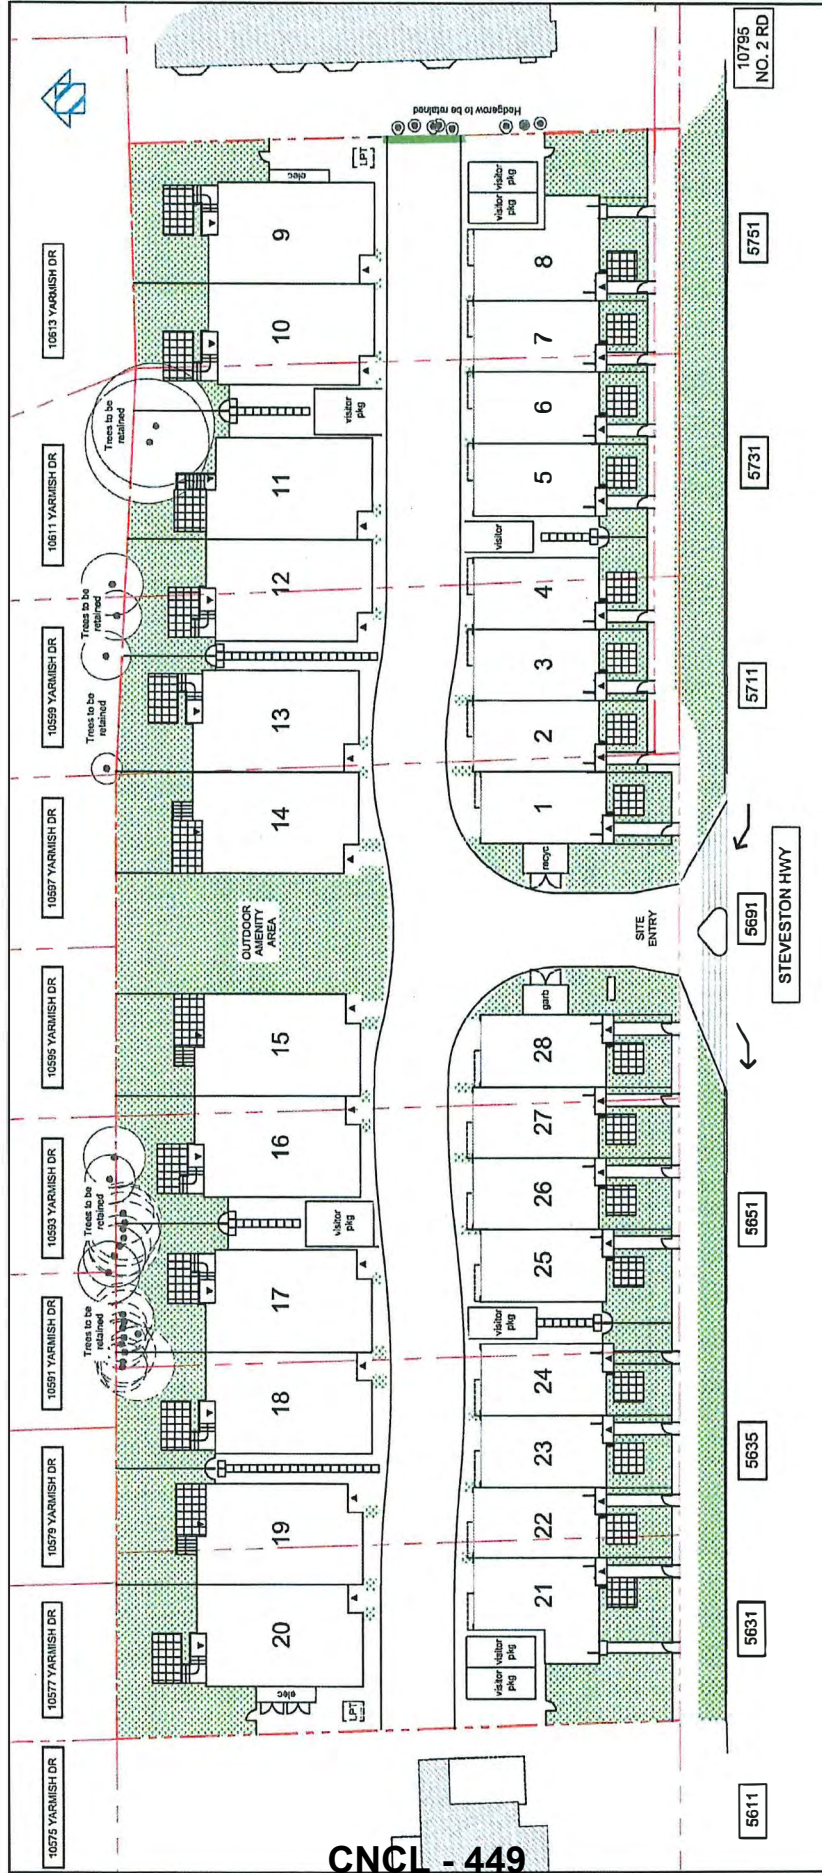 10575 YARMISH DR
10577 YARMISH DR
10579 YARMISH DR
10591 YARMISH DR
10593 YARMISH DR
10595 YARMISH DR
10597 YARMISH DR
10599 YARMISH DR
10611 YARMISH DR
10613 YARMISH DR
Trees to be
retained
Trees to be
retained
Trees to be
retained
Trees to be
retained
Trees to be
retained
OUTDOOR
AMENITY
AREA
20
19
18
17
16
15
14
13
12
11
10
9
elec
elec
LPT
visitor
pkg
visitor
pkg
LPT
Hedgerow to be retained
visitor
pkg
visitor
pkg
visitor
pkg
visitor
visitor
pkg
visitor
pkg
21
22
23
24
25
26
27
28
garb
recyc
1
2
3
4
5
6
7
8
SITE
ENTRY
5611
5631
5635
5651
5691
5711
5731
5751
10795
NO. 2 RD
STEVESTON HWY
CNCL - 449